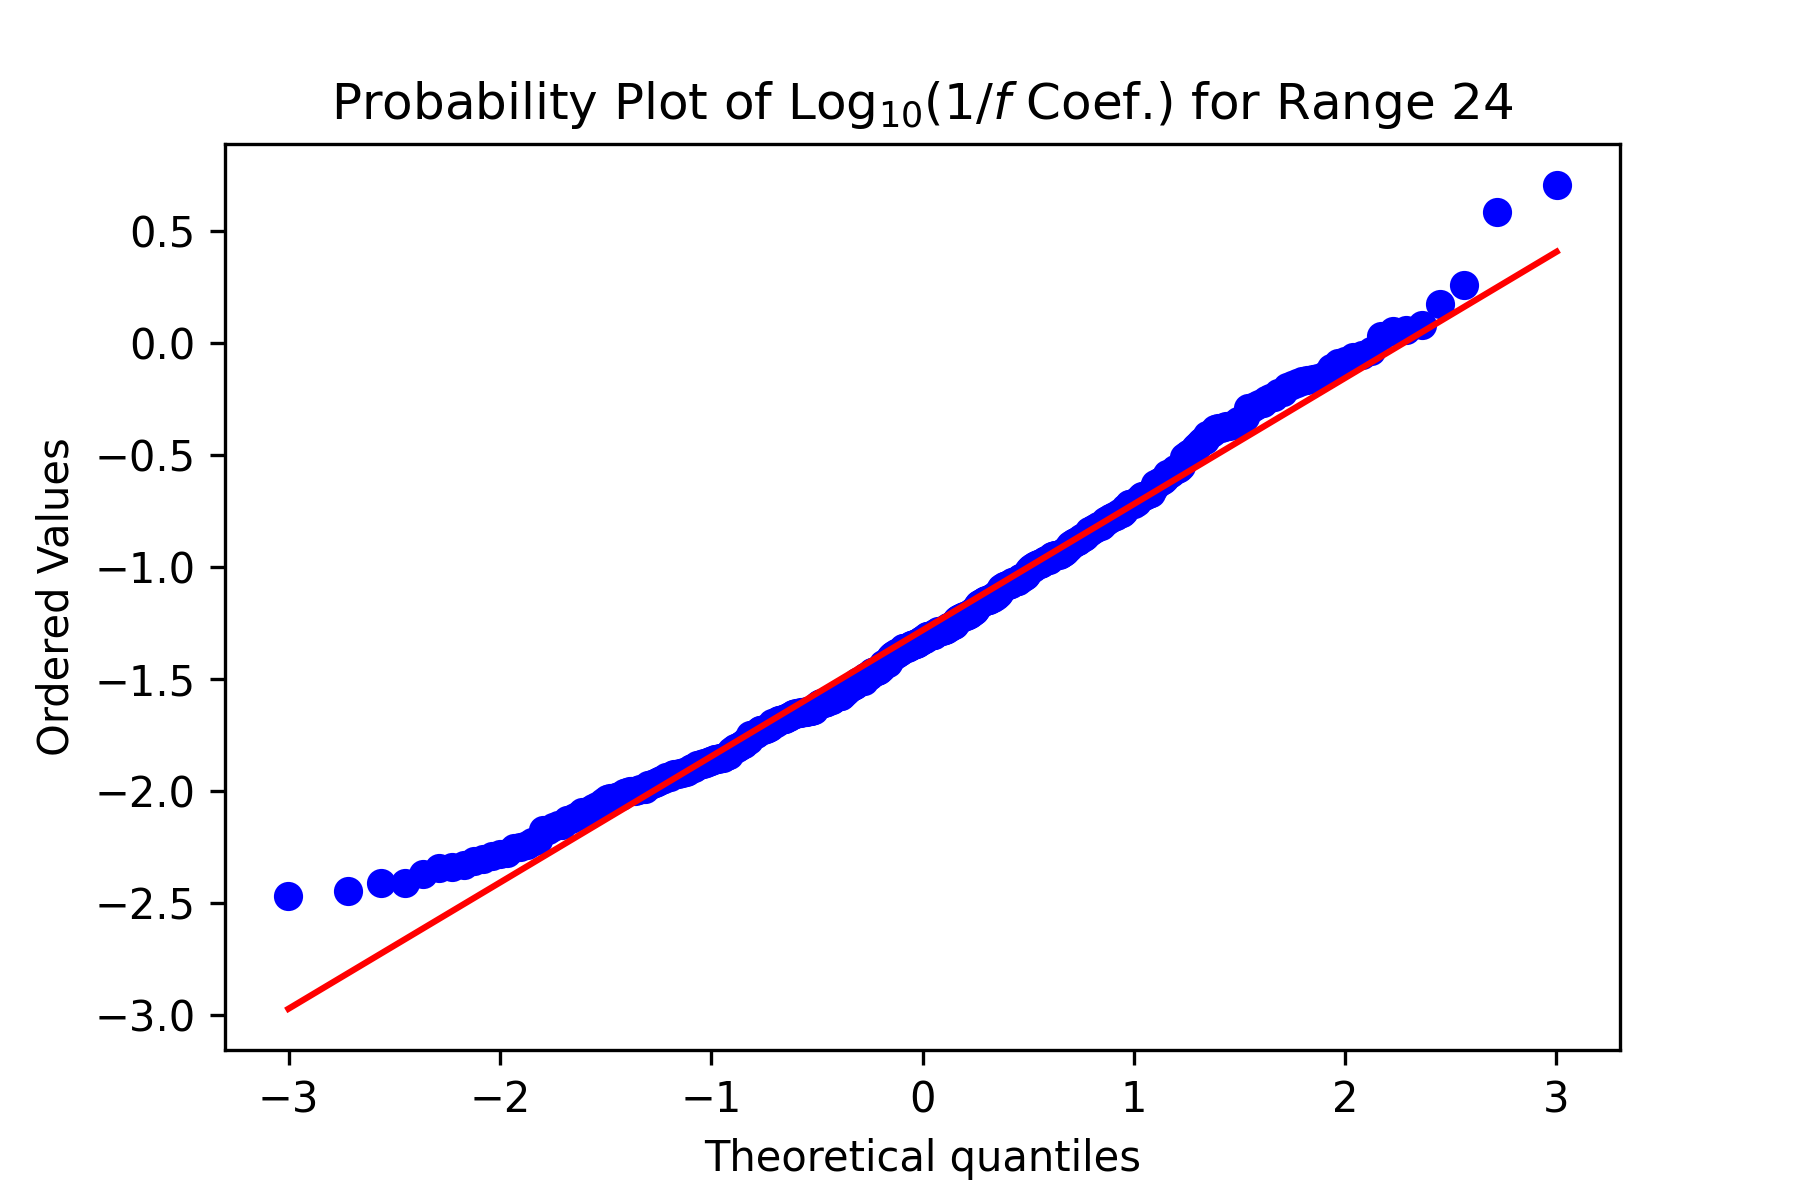 Probability Plot of Log₁₀(1/f Coef.) for Range 24
Ordered Values
0.5
0.0
−0.5
−1.0
−1.5
−2.0
−2.5
−3.0
−3 −2 −1 0 1 2 3
Theoretical quantiles